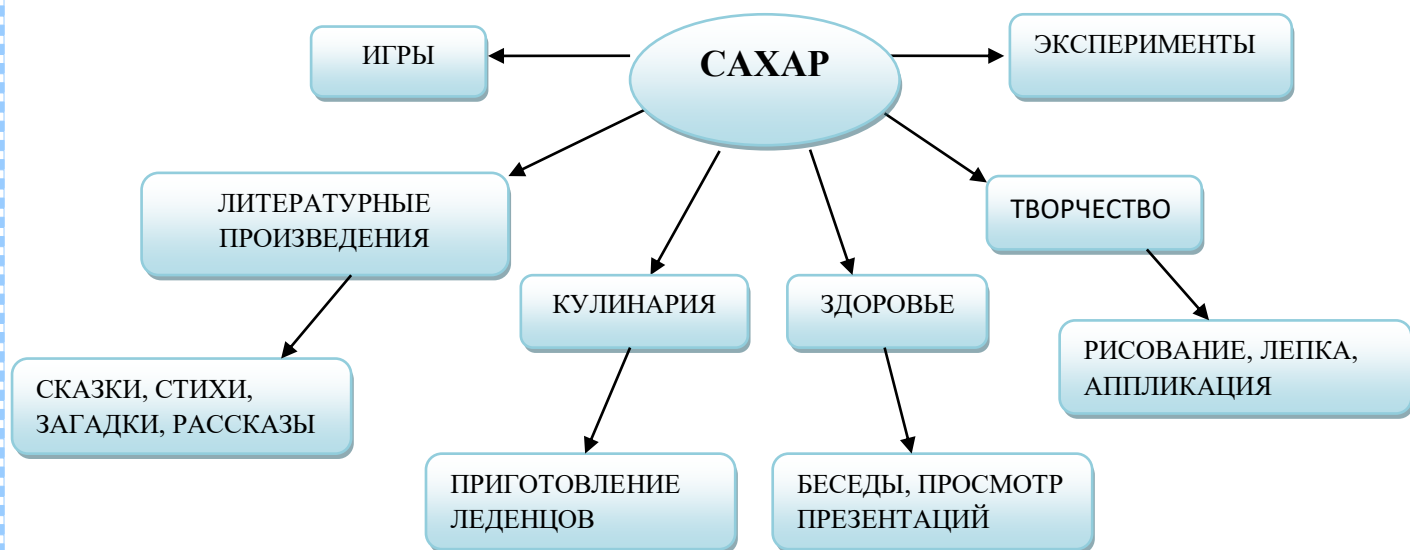 САХАР
ИГРЫ
ЭКСПЕРИМЕНТЫ
ЛИТЕРАТУРНЫЕ
ПРОИЗВЕДЕНИЯ
ТВОРЧЕСТВО
КУЛИНАРИЯ
ЗДОРОВЬЕ
РИСОВАНИЕ, ЛЕПКА,
АППЛИКАЦИЯ
СКАЗКИ, СТИХИ,
ЗАГАДКИ, РАССКАЗЫ
ПРИГОТОВЛЕНИЕ
ЛЕДЕНЦОВ
БЕСЕДЫ, ПРОСМОТР
ПРЕЗЕНТАЦИЙ